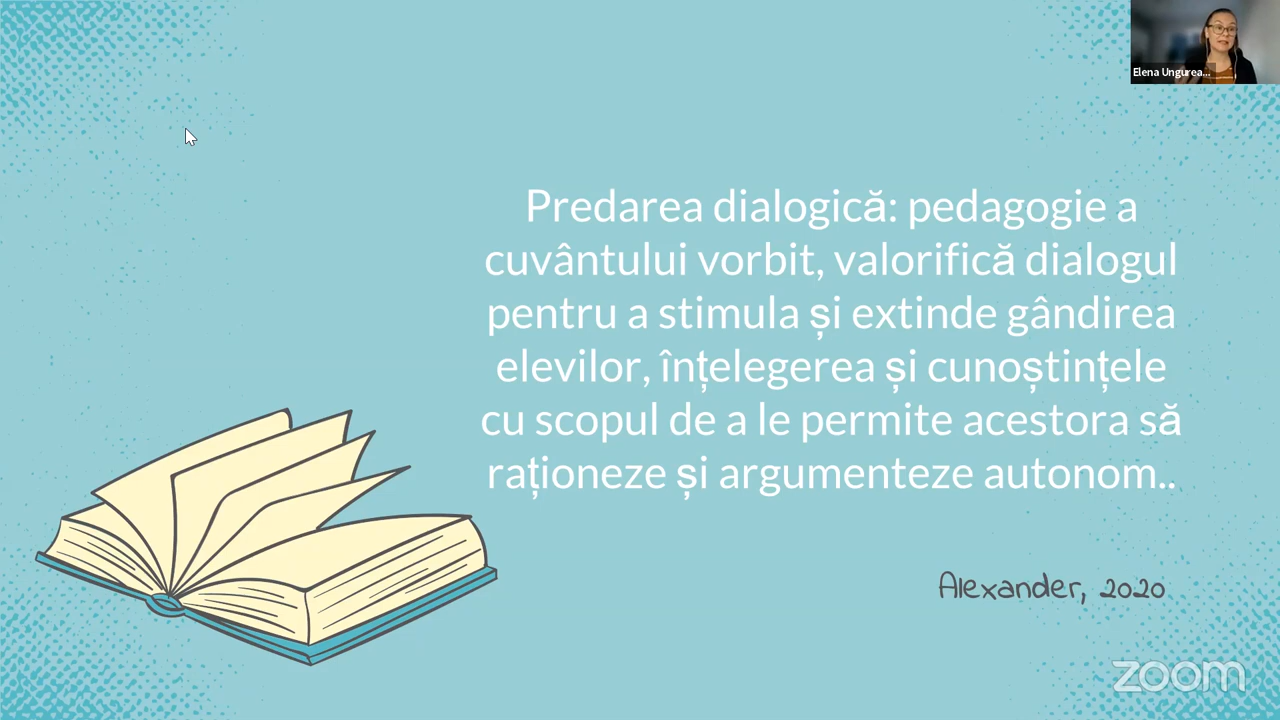 Elena Ungurea...
Predarea dialogică: pedagogie a
cuvântului vorbit, valorifică dialogul
pentru a stimula și extinde gândirea
elevilor, înțelegerea și cunoștințele
cu scopul de a le permite acestora să
raționeze și argumenteze autonom..
Alexander, 2020
zoom